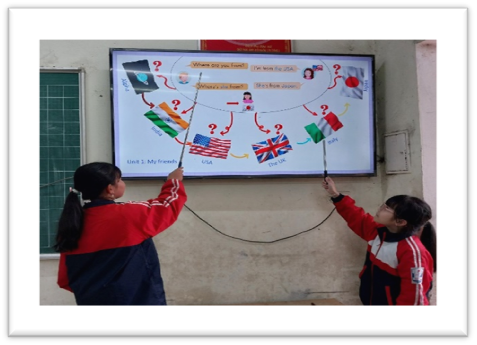 Where are you from?
I'm from the USA.
Where's she from?
She's from Japan.
India
USA
The UK
Italy
Unit 1: My friends